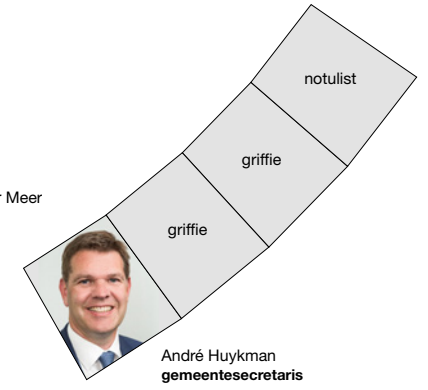 notulist
griffie
r Meer
griffie
André Huykman
gemeentesecretaris